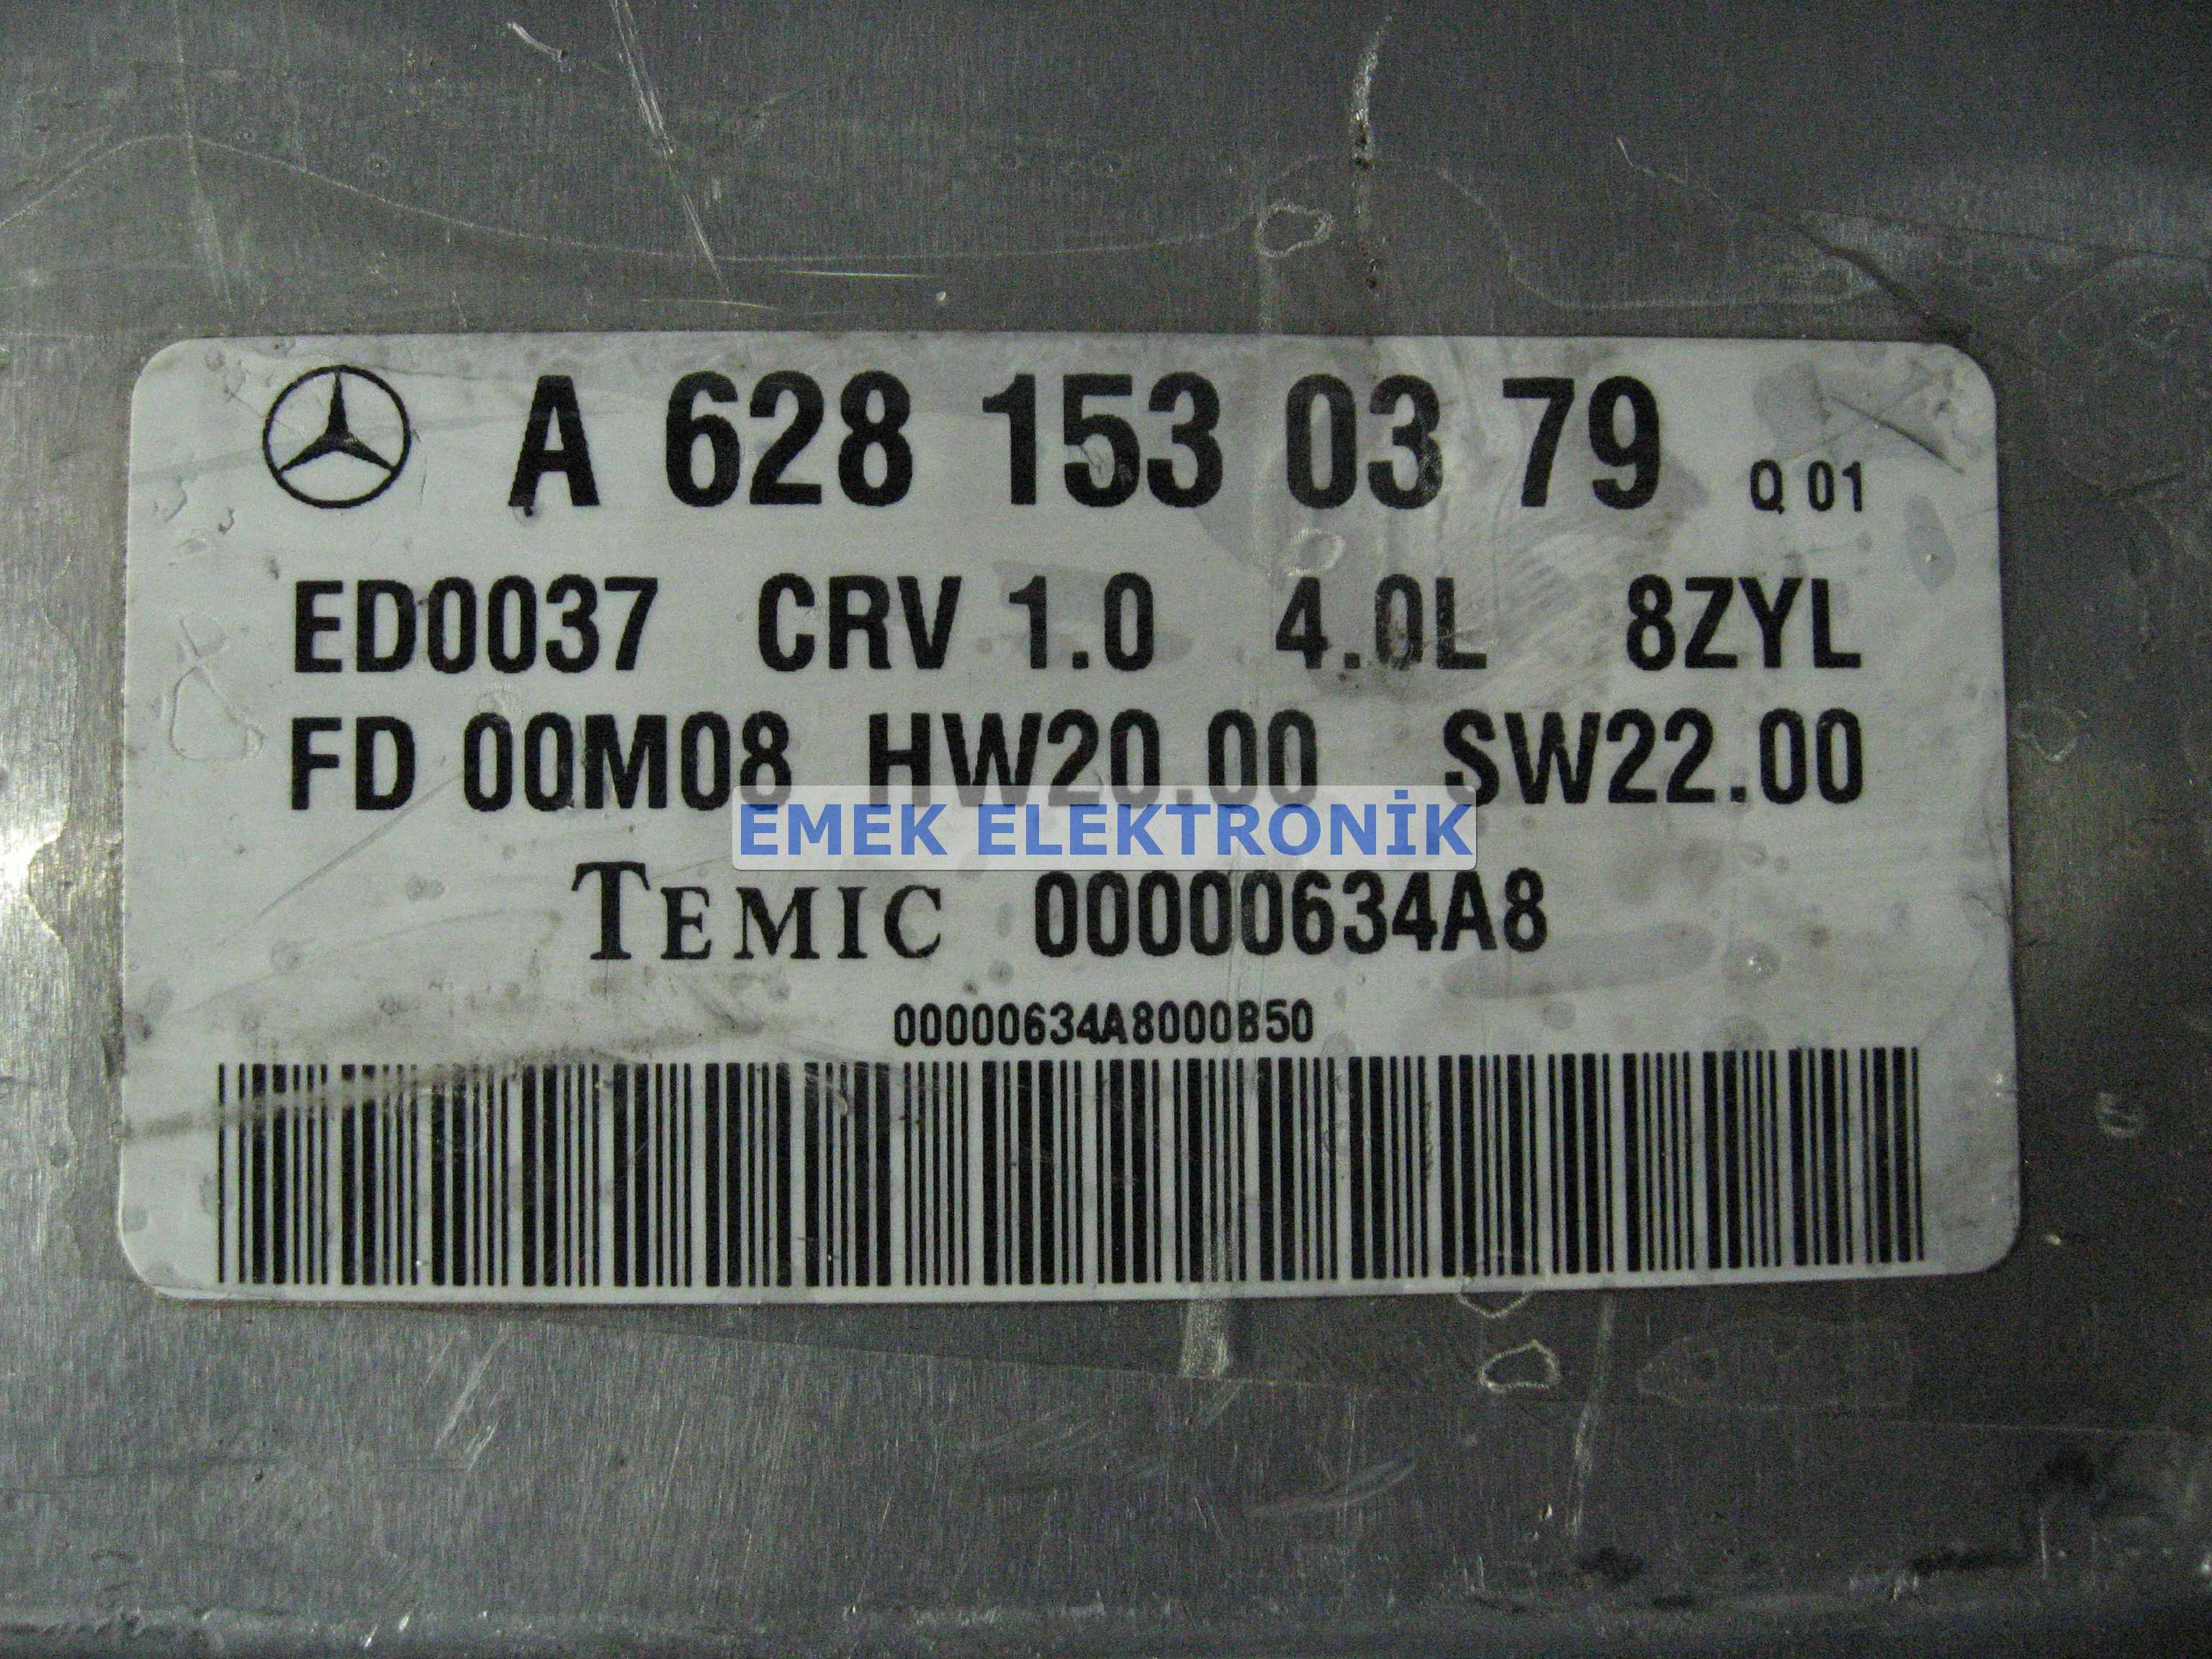 A 628 153 03 79 Q 01
ED0037 CRV 1.0 4.0L 8ZYL
FD 00M08 HW20.00 SW22.00
EMEK ELEKTRONİK
TEMIC 00000634A8
00000634A8000B50